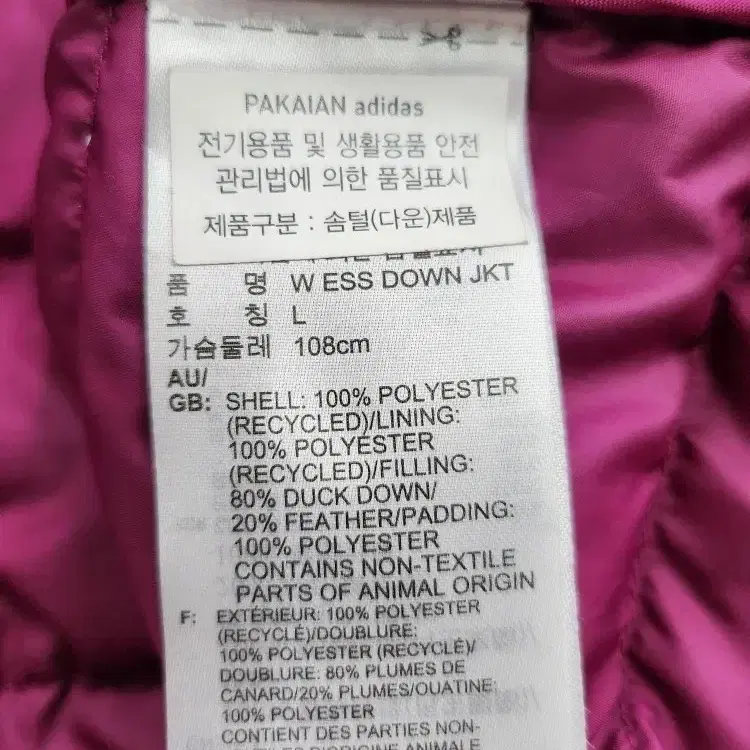 PAKAIAN adidas
전기용품 및 생활용품 안전
관리법에 의한 품질표시
제품구분 : 솜털(다운)제품
품 명 W ESS DOWN JKT
호 칭 L
가슴둘레 108cm
AU/
GB: SHELL: 100% POLYESTER
(RECYCLED)/LINING:
100% POLYESTER
(RECYCLED)/FILLING:
80% DUCK DOWN/
20% FEATHER/PADDING:
100% POLYESTER
CONTAINS NON-TEXTILE
PARTS OF ANIMAL ORIGIN
F: EXTÉRIEUR: 100% POLYESTER
(RECYCLÉ)/DOUBLURE:
100% POLYESTER (RECYCLÉ)/
DOUBLURE: 80% PLUMES DE
CANARD/20% PLUMES/OUATINE:
100% POLYESTER
CONTIENT DES PARTIES NON-
ANIMALE